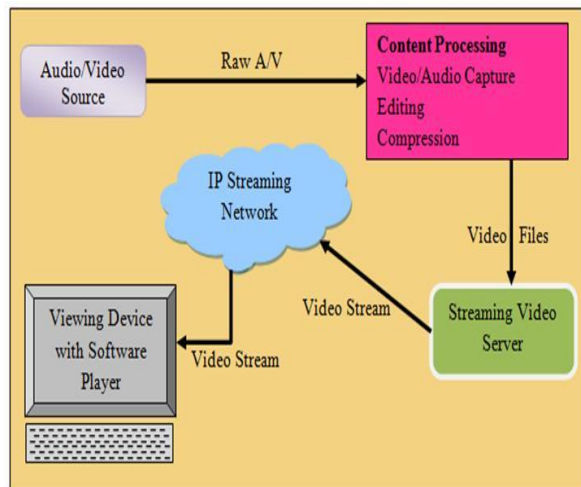 Audio/Video
Source
Raw A/V
Content Processing
Video/Audio Capture
Editing
Compression
IP Streaming
Network
Video Files
Streaming Video
Server
Video Stream
Viewing Device
with Software
Player
Video Stream